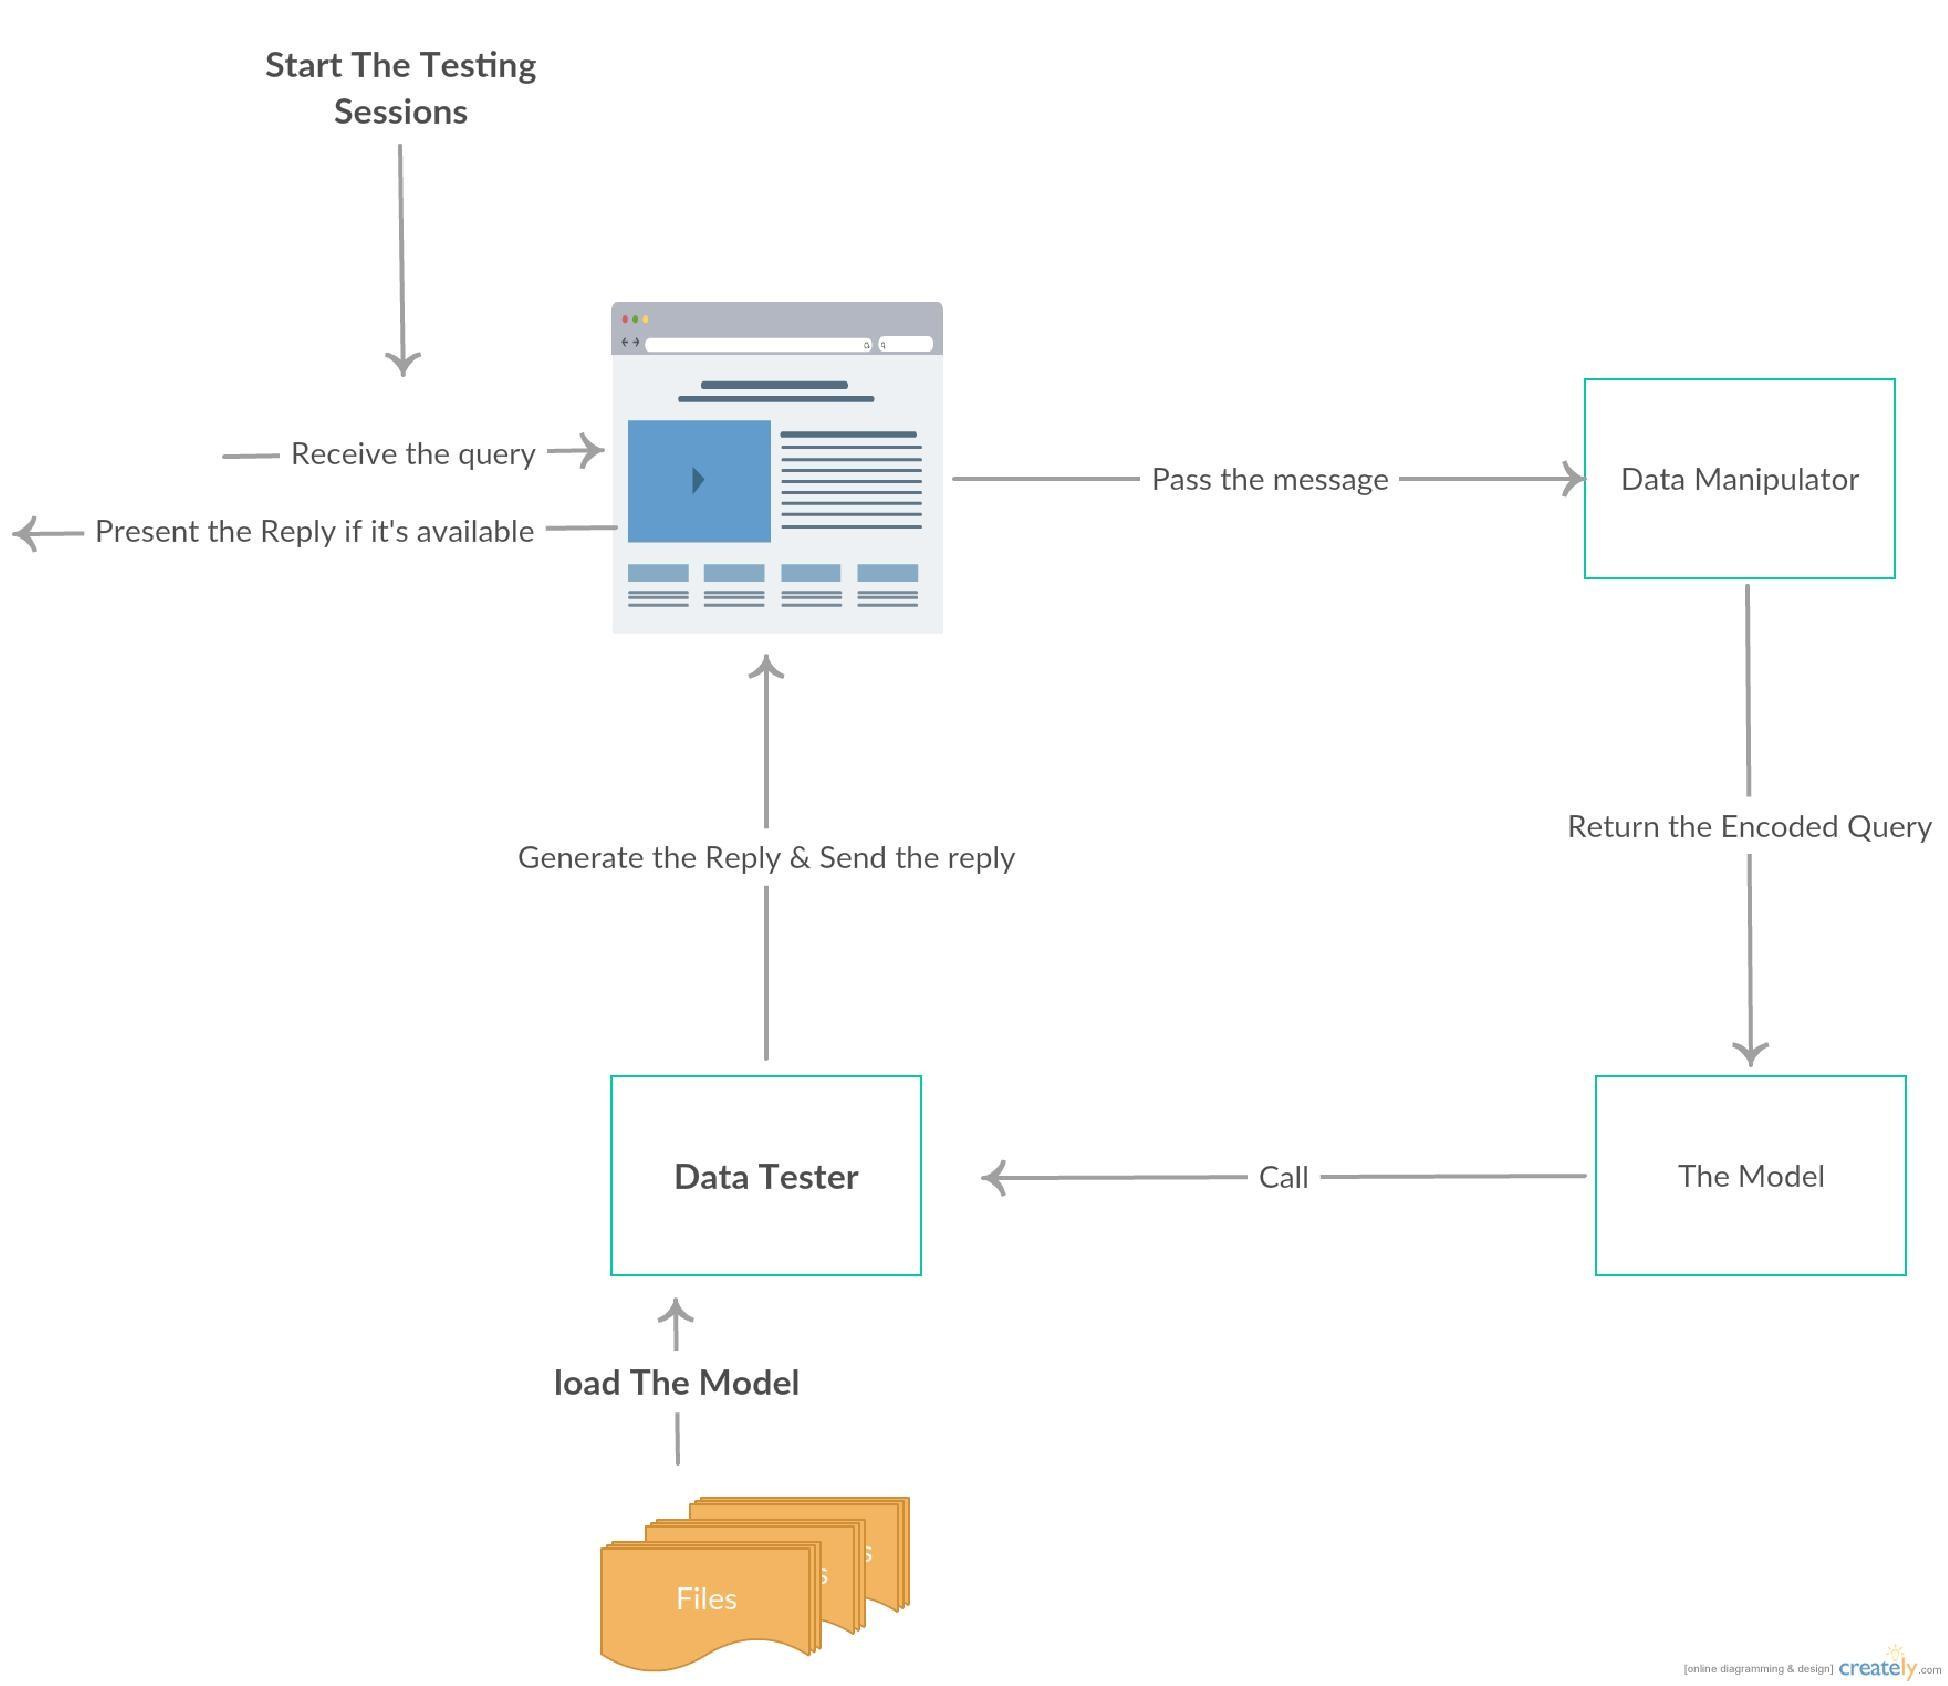 Start The Testing
Sessions
Receive the query
Present the Reply if it's available
Pass the message
Data Manipulator
Return the Encoded Query
Generate the Reply & Send the reply
Data Tester
Call
The Model
load The Model
s
s
Files
[online diagramming & design] creately.com